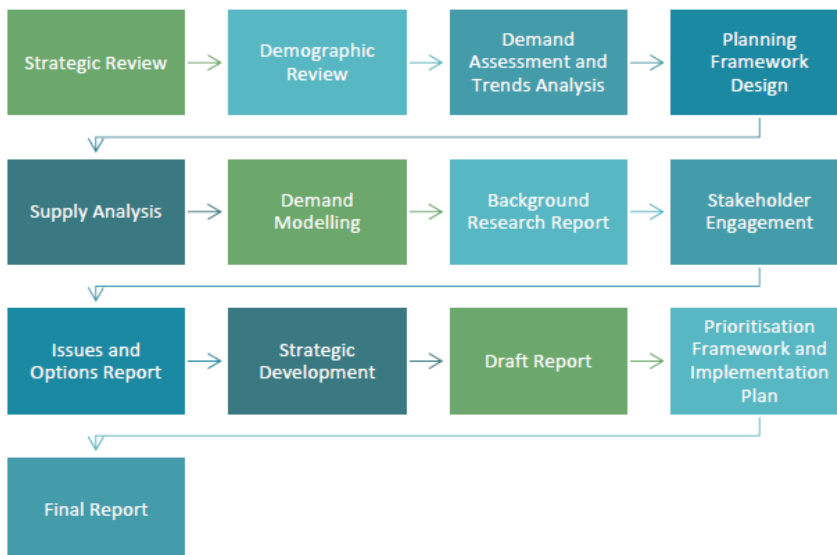 Strategic Review
Demographic
Review
Demand
Assessment and
Trends Analysis
Planning
Framework
Design
Supply Analysis
Demand
Modelling
Background
Research Report
Stakeholder
Engagement
Issues and
Options Report
Strategic
Development
Draft Report
Prioritisation
Framework and
Implementation
Plan
Final Report